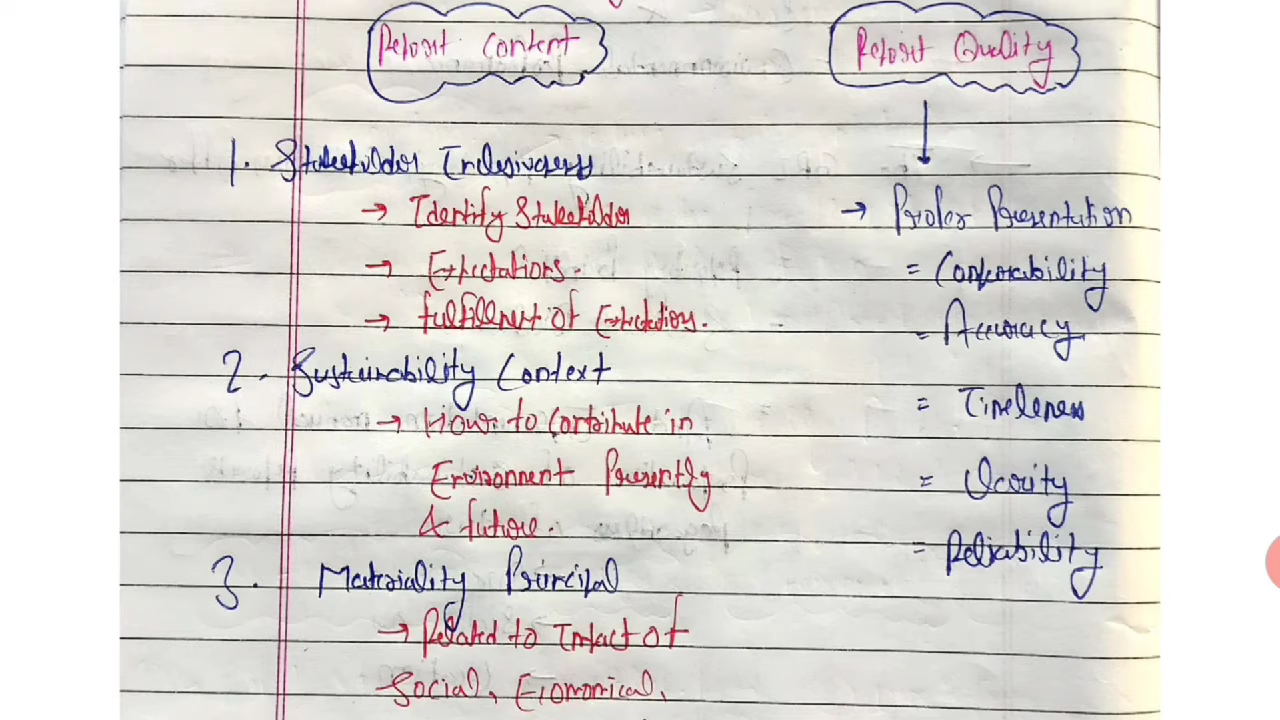 Report Content
Report Quality
1. Stakeholder Inclusiveness
→ Identify Stakeholder
→ Expectations.
→ fulfillment of Expectation.
2. Sustainability Context
→ How to Contribute in
Environment Presently
& future.
3. Materiality Principal
→ Related to Impact of
Social, Economical,
→ Proper Presentation
= Comparability
= Accuracy
= Timeleness
= Clarity
= Reliability